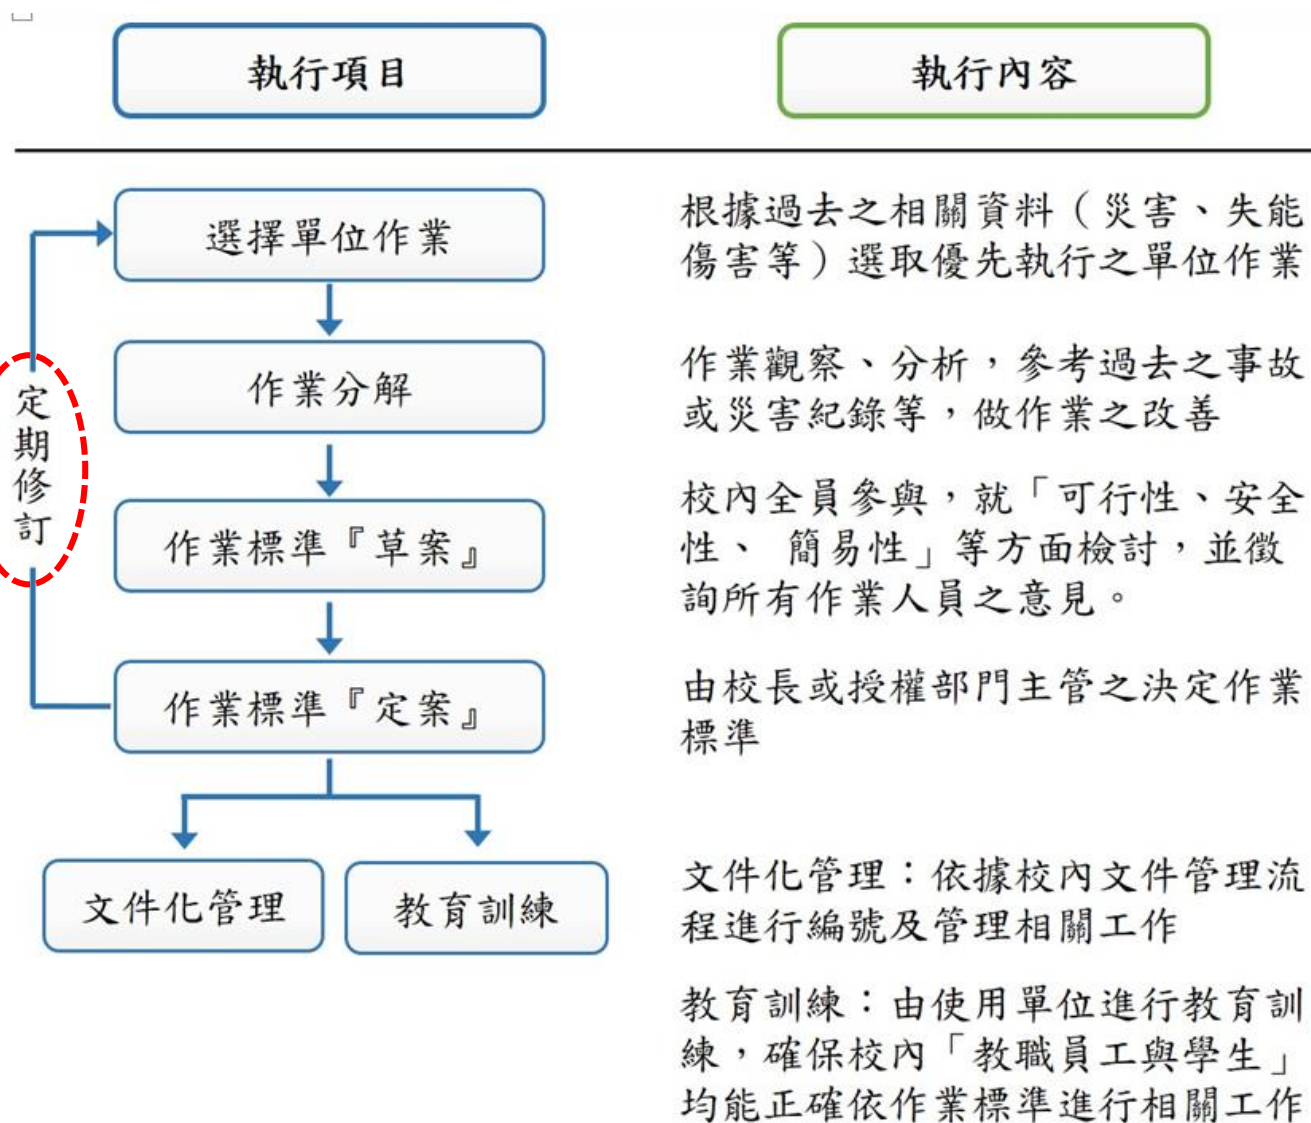 執行項目
執行內容
選擇單位作業
根據過去之相關資料（災害、失能
傷害等）選取優先執行之單位作業
作業分解
作業觀察、分析，參考過去之事故
或災害紀錄等，做作業之改善
定期修訂
作業標準『草案』
校內全員參與，就「可行性、安全
性、 簡易性」等方面檢討，並徵
詢所有作業人員之意見。
作業標準『定案』
由校長或授權部門主管之決定作業
標準
文件化管理
教育訓練
文件化管理：依據校內文件管理流
程進行編號及管理相關工作
教育訓練：由使用單位進行教育訓
練，確保校內「教職員工與學生」
均能正確依作業標準進行相關工作